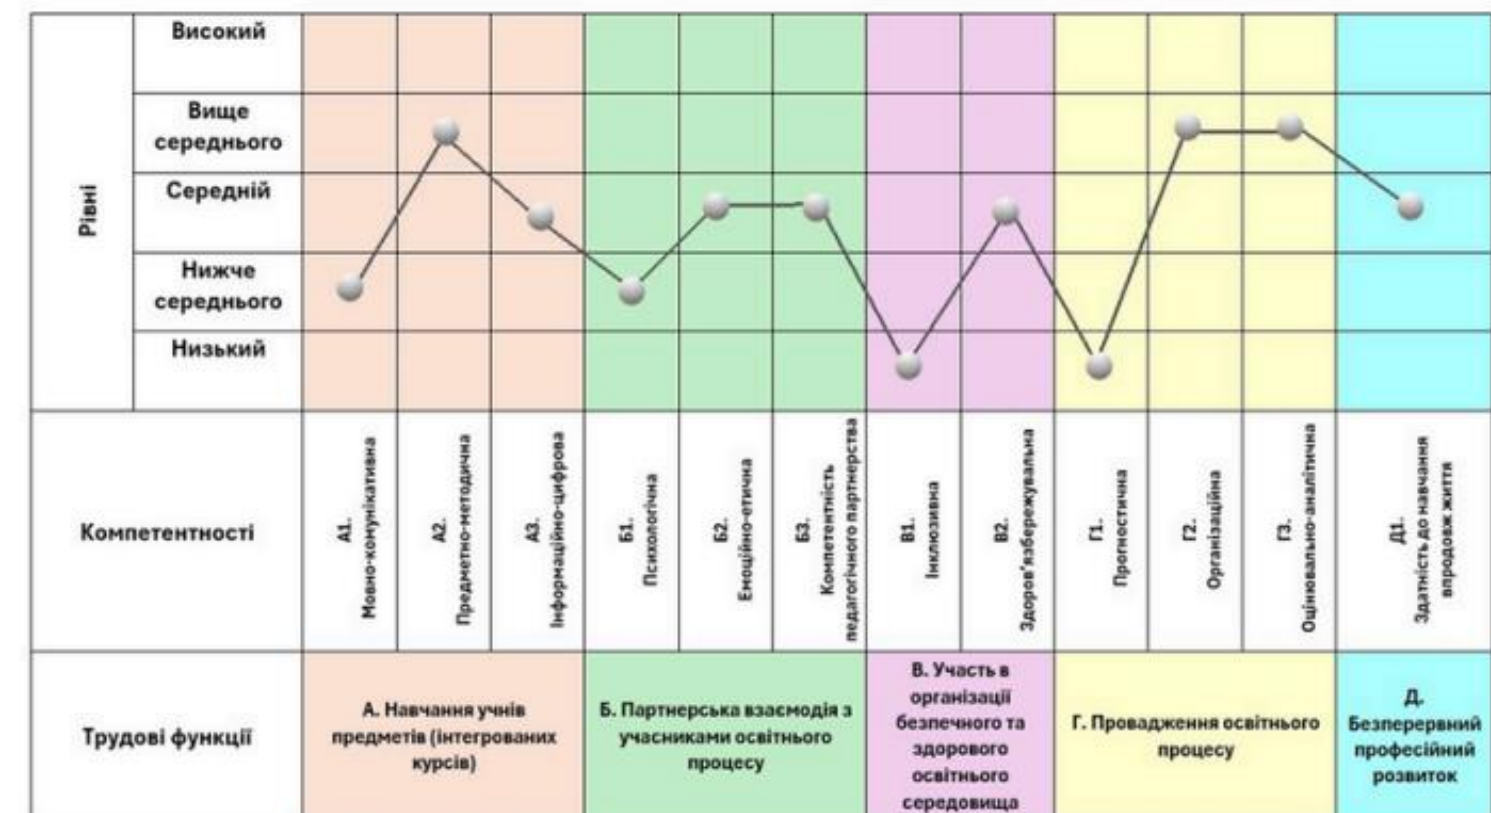 Рівні
Високий
Вище
середнього
Середній
Нижче
середнього
Низький
Компетентності
А1.
Мовно-комунікативна
А2.
Предметно-методична
А3.
Інформаційно-цифрова
Б1.
Психологічна
Б2.
Емоційно-етична
Б3.
Компетентність
педагогічного партнерства
В1.
Інклюзивна
В2.
Здоров'язбережувальна
Г1.
Прогностична
Г2.
Організаційна
Г3.
Оцінювально-аналітична
Д1.
Здатність до навчання
впродовж життя
Трудові функції
А. Навчання учнів
предметів (інтегрованих
курсів)
Б. Партнерська взаємодія з
учасниками освітнього
процесу
В. Участь в
організації
безпечного та
здорового
освітнього
середовища
Г. Провадження освітнього
процесу
Д.
Безперервний
професійний
розвиток